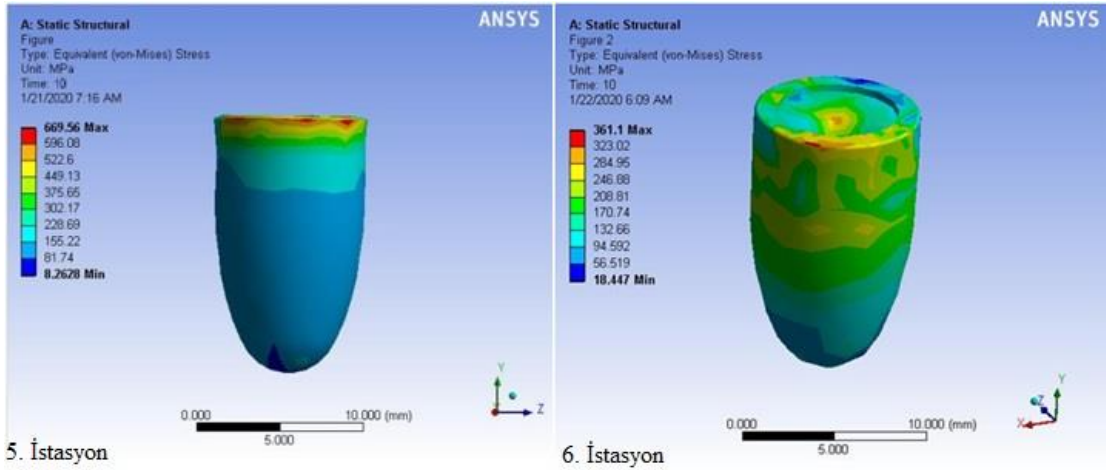 ANSYS
A: Static Structural
Figure
Type: Equivalent (von-Mises) Stress
Unit: MPa
Time: 10
1/21/2020 7:16 AM
669.56 Max
596.08
522.6
449.13
375.65
302.17
228.69
155.22
81.74
8.2628 Min
Y
Z
0.000
10.000 (mm)
5.000
5. İstasyon
ANSYS
A: Static Structural
Figure 2
Type: Equivalent (von-Mises) Stress
Unit: MPa
Time: 10
1/22/2020 6:09 AM
361.1 Max
323.02
284.95
246.88
208.81
170.74
132.66
94.592
56.519
18.447 Min
Y
Z
X
0.000
10.000 (mm)
5.000
6. İstasyon